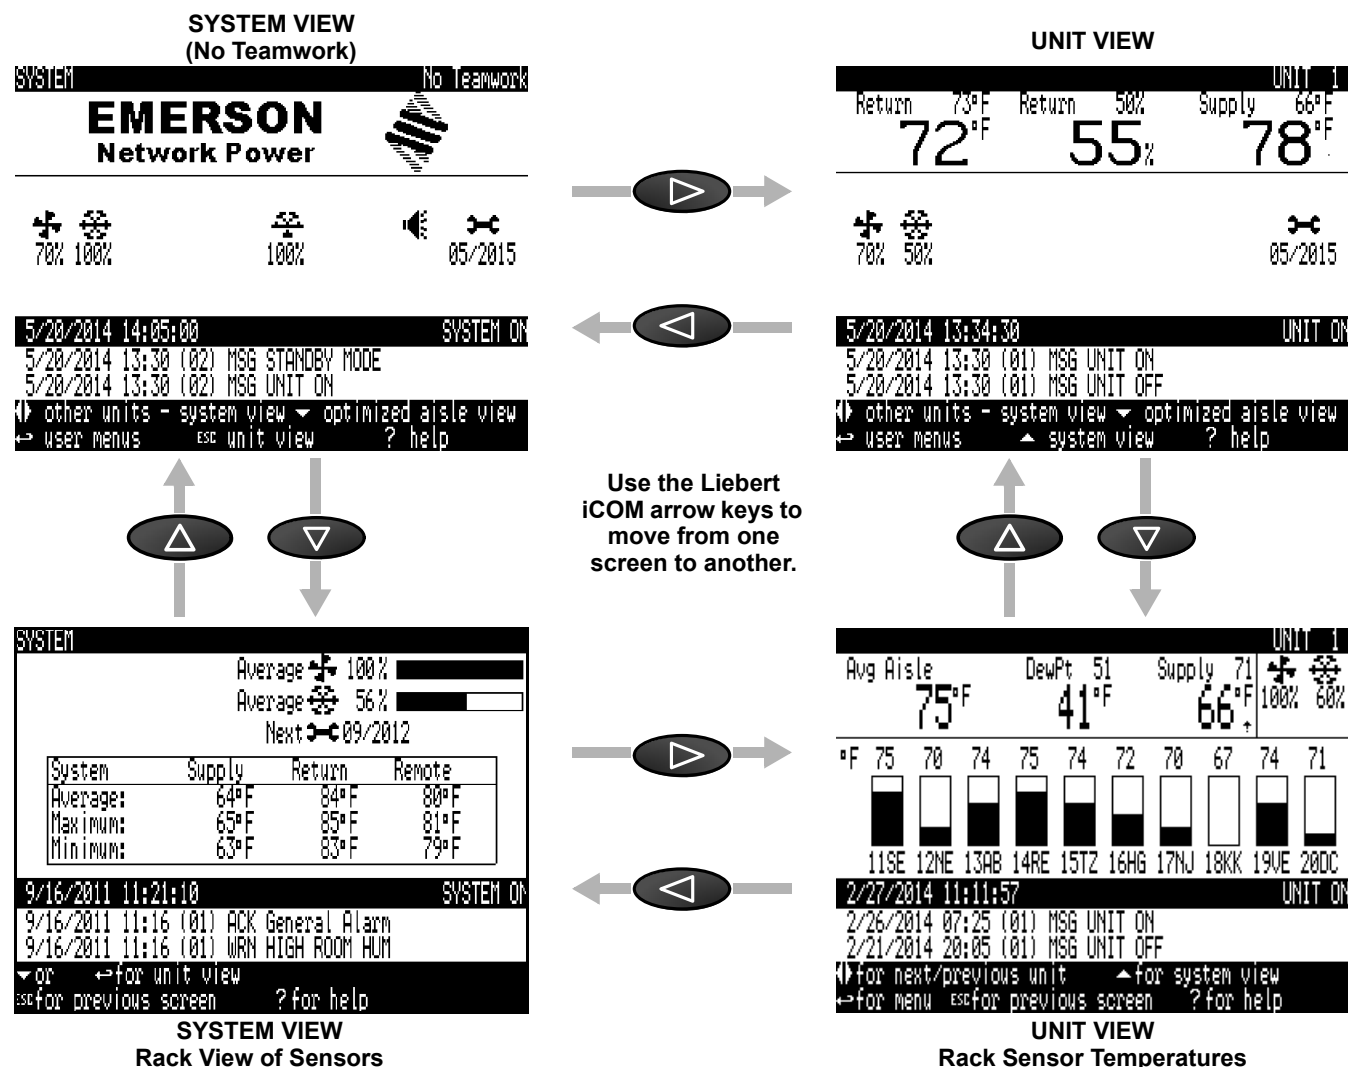 SYSTEM VIEW
(No Teamwork)
SYSTEM No Teamwork
EMERSON
Network Power
70% 100% 100% 05/2015
5/20/2014 14:05:00 SYSTEM ON
5/20/2014 13:30 (02) MSG STANDBY MODE
5/20/2014 13:30 (02) MSG UNIT ON
other units - system view optimized aisle view
↩ user menus ESC unit view ? help
UNIT VIEW
UNIT 1
Return 73°F Return 50% Supply 66°F
72°F 55% 78°F
70% 50% 05/2015
5/20/2014 13:34:30 UNIT ON
5/20/2014 13:30 (01) MSG UNIT ON
5/20/2014 13:30 (01) MSG UNIT OFF
other units - system view optimized aisle view
↩ user menus system view ? help
Use the Liebert
iCOM arrow keys to
move from one
screen to another.
SYSTEM
Average 100%
Average 56%
Next 09/2012
System Supply Return Remote
Average: 64°F 84°F 80°F
Maximum: 65°F 85°F 81°F
Minimum: 63°F 83°F 79°F
9/16/2011 11:21:10 SYSTEM ON
9/16/2011 11:16 (01) ACK General Alarm
9/16/2011 11:16 (01) WRN HIGH ROOM HUM
or ↩for unit view
ESC for previous screen ? for help
SYSTEM VIEW
Rack View of Sensors
UNIT 1
Avg Aisle DewPt 51 Supply 71
75°F 41°F 66°F 100% 60%
°F 75 70 74 75 74 72 70 67 74 71
11SE 12NE 13AB 14RE 15TZ 16HG 17NJ 18KK 19VE 20DC
2/27/2014 11:11:57 UNIT ON
2/26/2014 07:25 (01) MSG UNIT ON
2/21/2014 20:05 (01) MSG UNIT OFF
for next/previous unit for system view
↩for menu ESC for previous screen ? for help
UNIT VIEW
Rack Sensor Temperatures